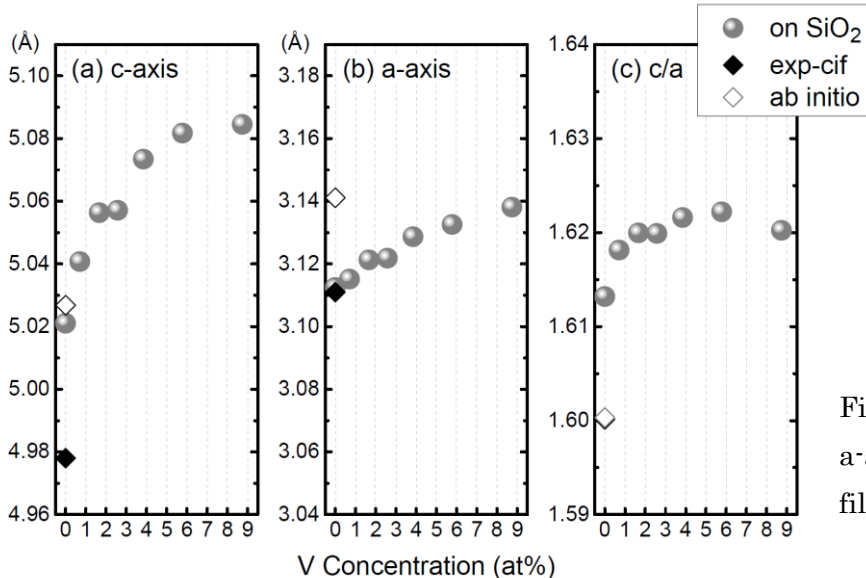 on SiO2
exp-cif
ab initio
(Å)
(a) c-axis
5.10
5.08
5.06
5.04
5.02
5.00
4.98
4.96
0 1 2 3 4 5 6 7 8 9
(Å)
(b) a-axis
3.18
3.16
3.14
3.12
3.10
3.08
3.06
3.04
0 1 2 3 4 5 6 7 8 9
(c) c/a
1.64
1.63
1.62
1.61
1.60
1.59
0 1 2 3 4 5 6 7 8 9
V Concentration (at%)
Fi
a-
fil